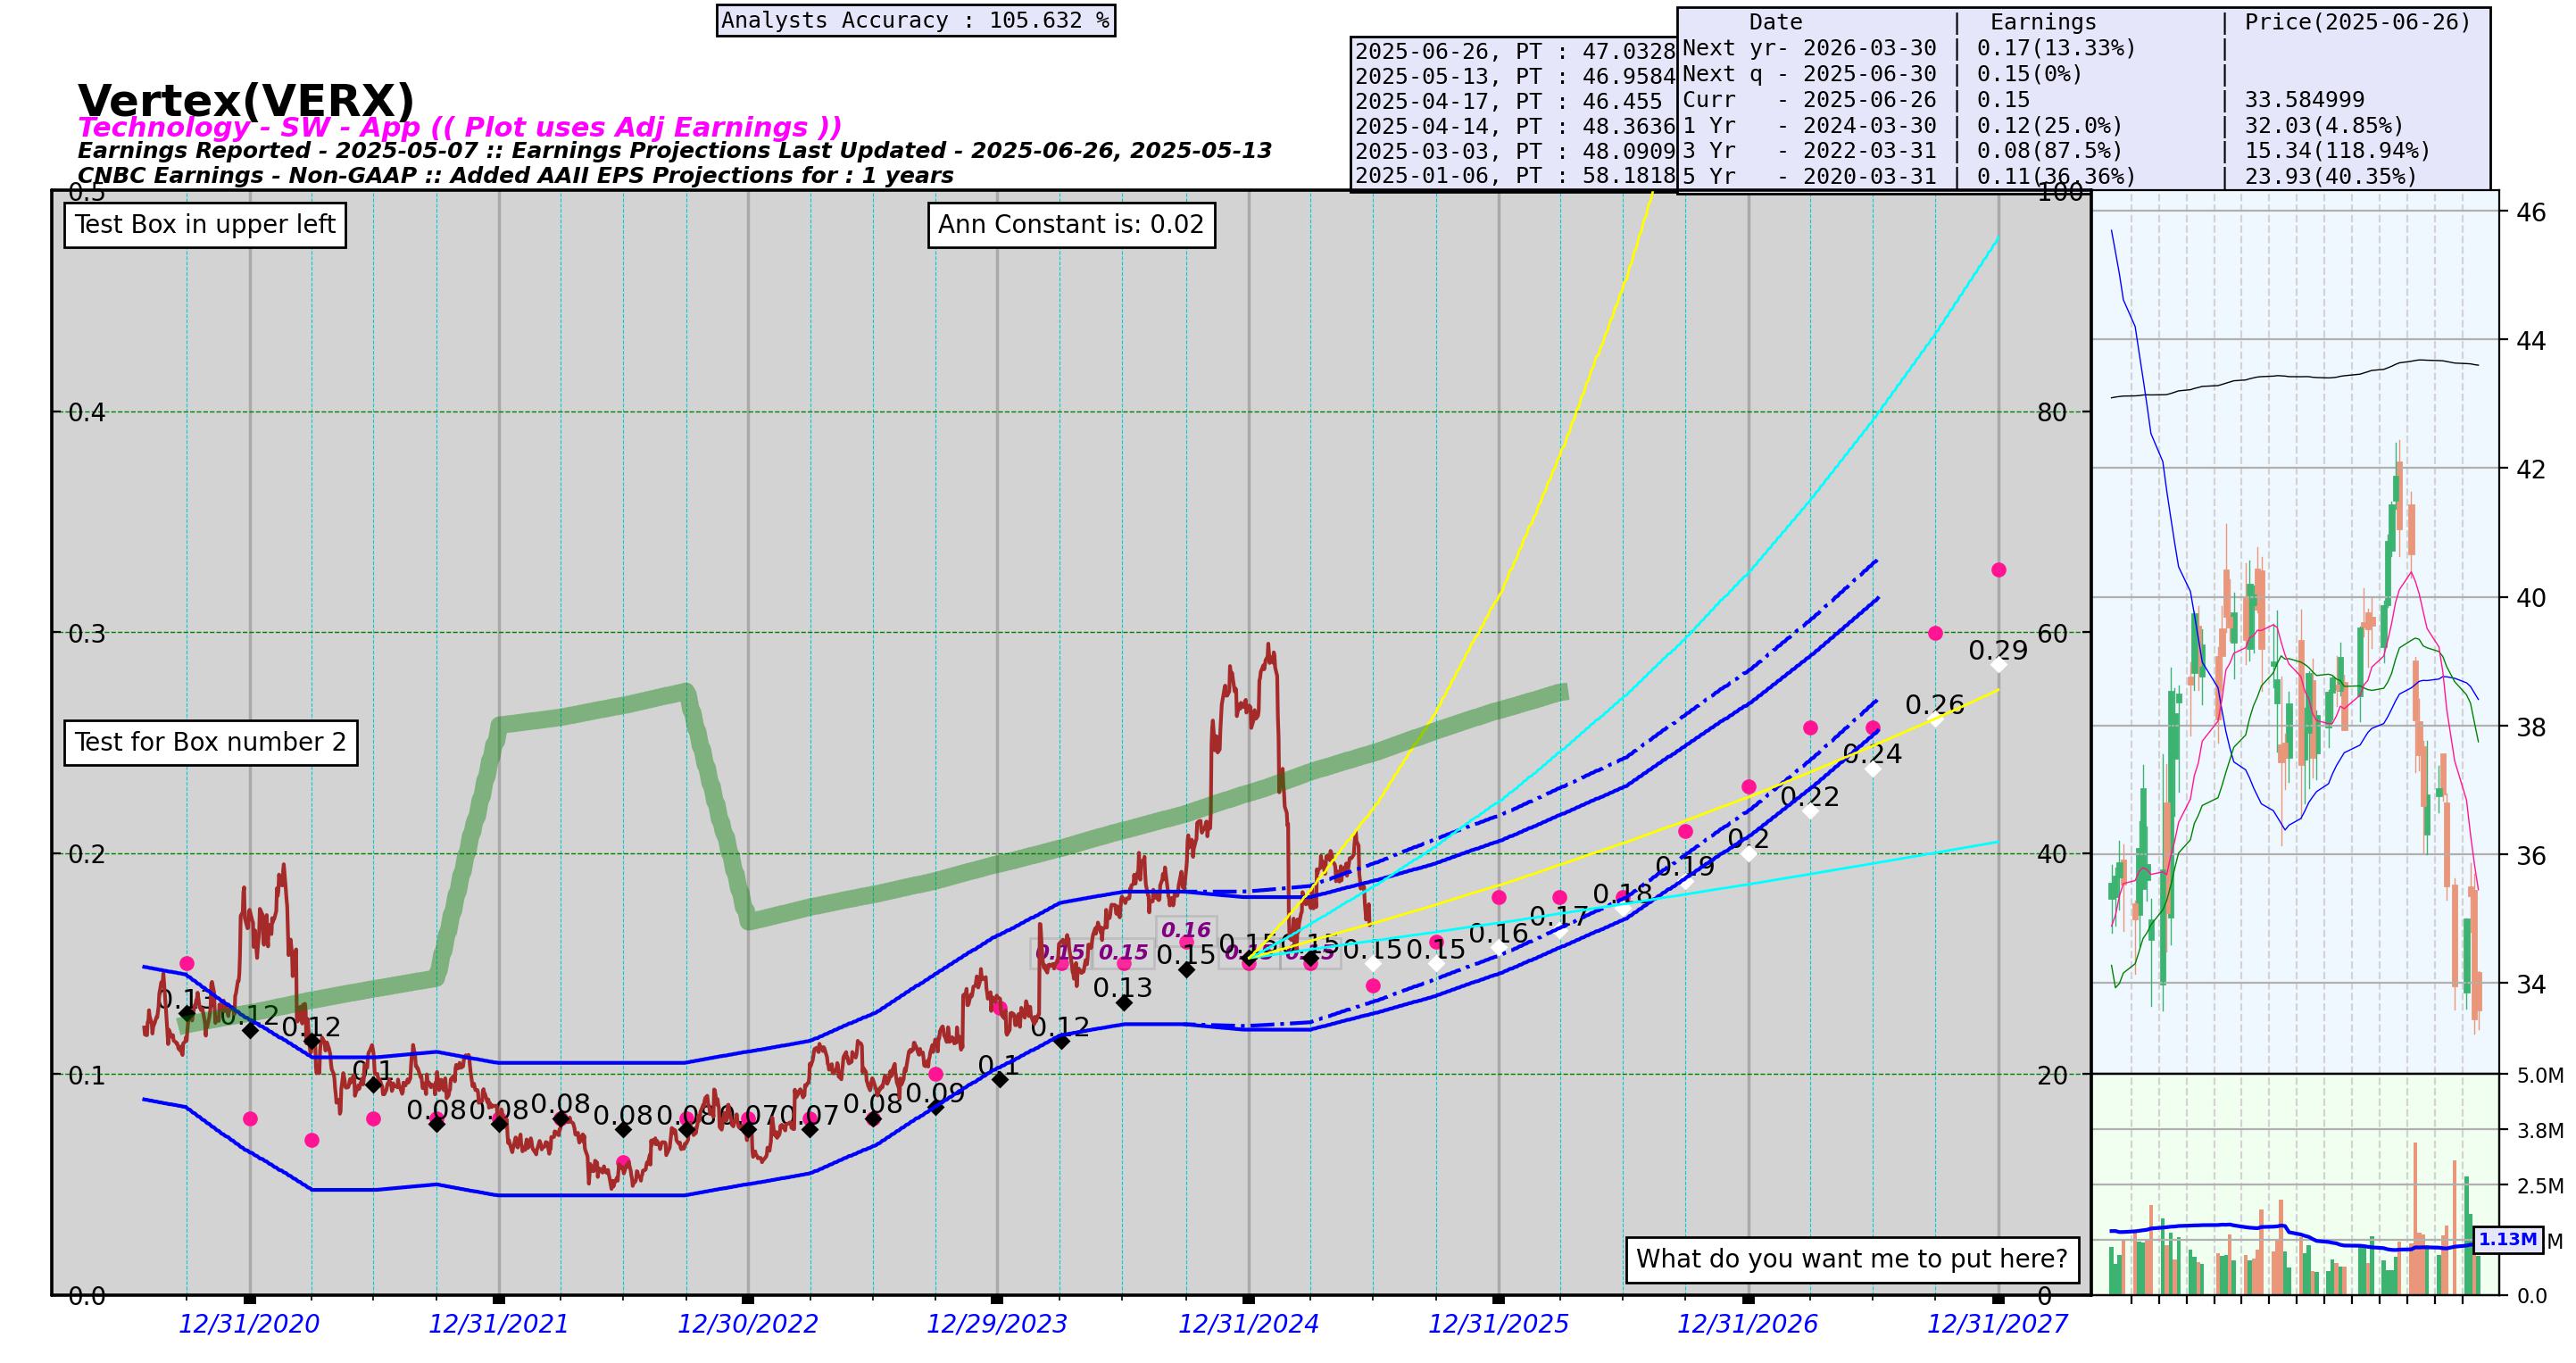 Analysts Accuracy : 105.632 %
Vertex(VERX)
Technology - SW - App (( Plot uses Adj Earnings ))
Earnings Reported - 2025-05-07 :: Earnings Projections Last Updated - 2025-06-26, 2025-05-13
CNBC Earnings - Non-GAAP :: Added AAII EPS Projections for : 1 years
2025-06-26, PT : 47.0328
2025-05-13, PT : 46.9584
2025-04-17, PT : 46.455
2025-04-14, PT : 48.3636
2025-03-03, PT : 48.0909
2025-01-06, PT : 58.1818
Date | Earnings | Price(2025-06-26)
Next yr- 2026-03-30 | 0.17(13.33%) |
Next q - 2025-06-30 | 0.15(0%) |
Curr - 2025-06-26 | 0.15 | 33.584999
1 Yr - 2024-03-30 | 0.12(25.0%) | 32.03(4.85%)
3 Yr - 2022-03-31 | 0.08(87.5%) | 15.34(118.94%)
5 Yr - 2020-03-31 | 0.11(36.36%) | 23.93(40.35%)
Test Box in upper left
Ann Constant is: 0.02
Test for Box number 2
What do you want me to put here?
0.5
0.4
0.3
0.2
0.1
0.0
100
80
60
40
20
0
0.13
0.12
0.12
0.1
0.08
0.08
0.08
0.08
0.08
0.07
0.07
0.08
0.09
0.1
0.12
0.13
0.15
0.15
0.15
0.15
0.16
0.17
0.18
0.19
0.2
0.22
0.24
0.26
0.29
0.15
0.15
0.16
0.15
0.15
12/31/2020
12/31/2021
12/30/2022
12/29/2023
12/31/2024
12/31/2025
12/31/2026
12/31/2027
46
44
42
40
38
36
34
5.0M
3.8M
2.5M
1.13M
0.0